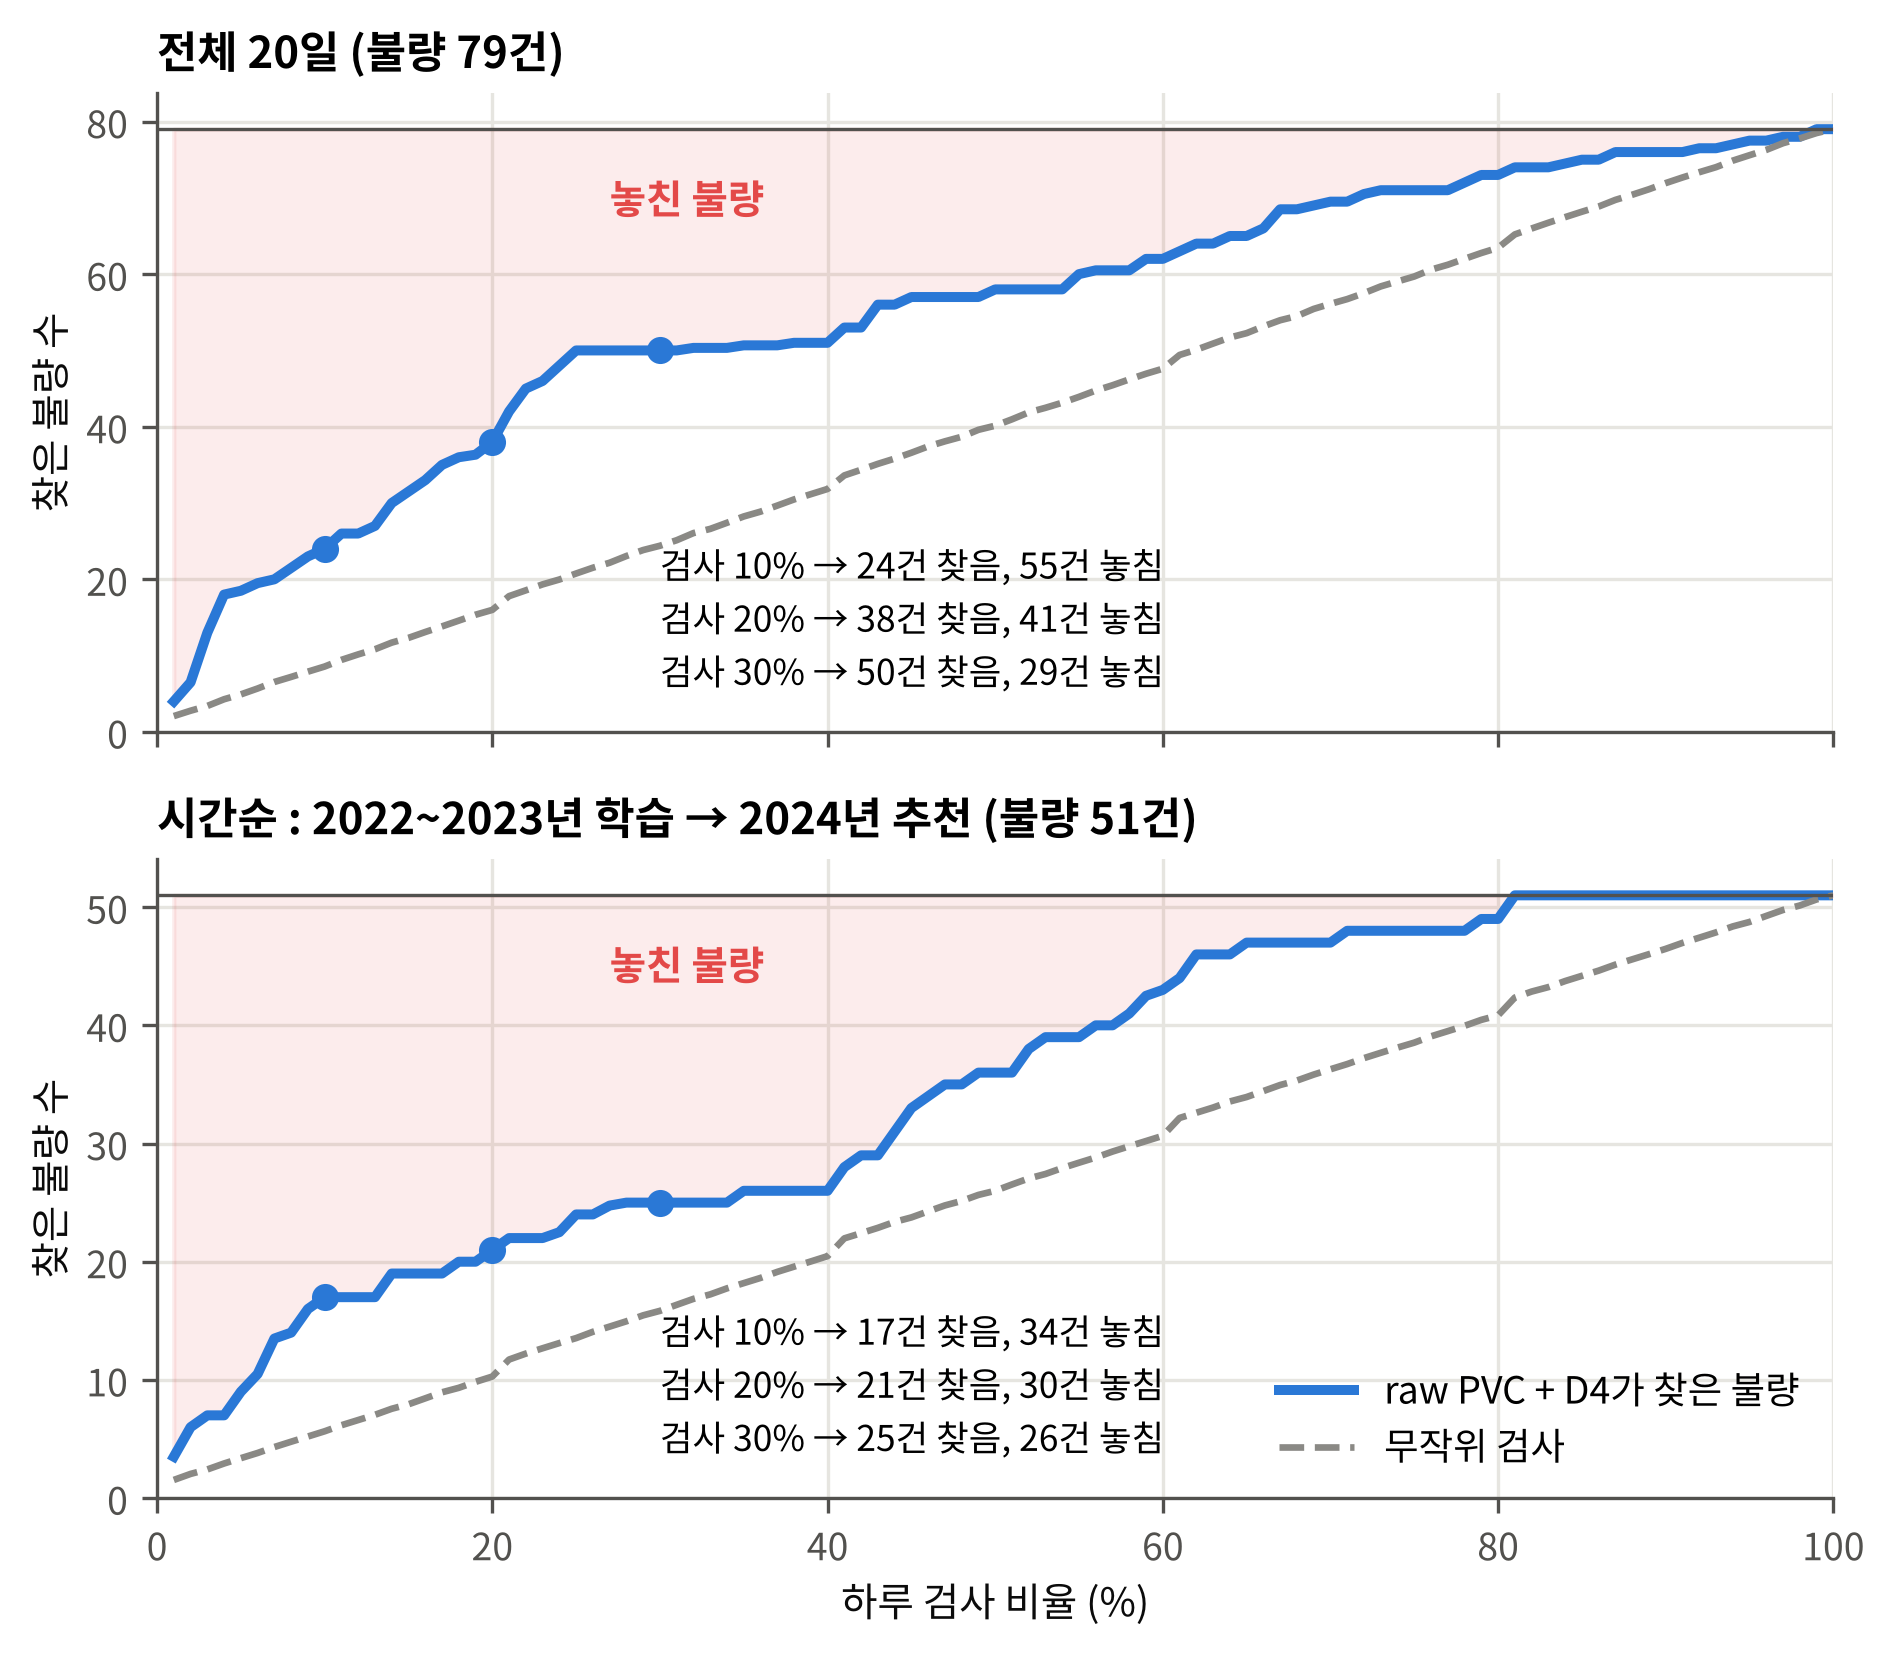 전체 20일 (불량 79건)
80
60
40
20
0
찾은 불량 수
놓친 불량
검사 10% → 24건 찾음, 55건 놓침
검사 20% → 38건 찾음, 41건 놓침
검사 30% → 50건 찾음, 29건 놓침
시간순 : 2022~2023년 학습 → 2024년 추천 (불량 51건)
50
40
30
20
10
0
찾은 불량 수
놓친 불량
검사 10% → 17건 찾음, 34건 놓침
검사 20% → 21건 찾음, 30건 놓침
검사 30% → 25건 찾음, 26건 놓침
raw PVC + D4가 찾은 불량
무작위 검사
0 20 40 60 80 100
하루 검사 비율 (%)